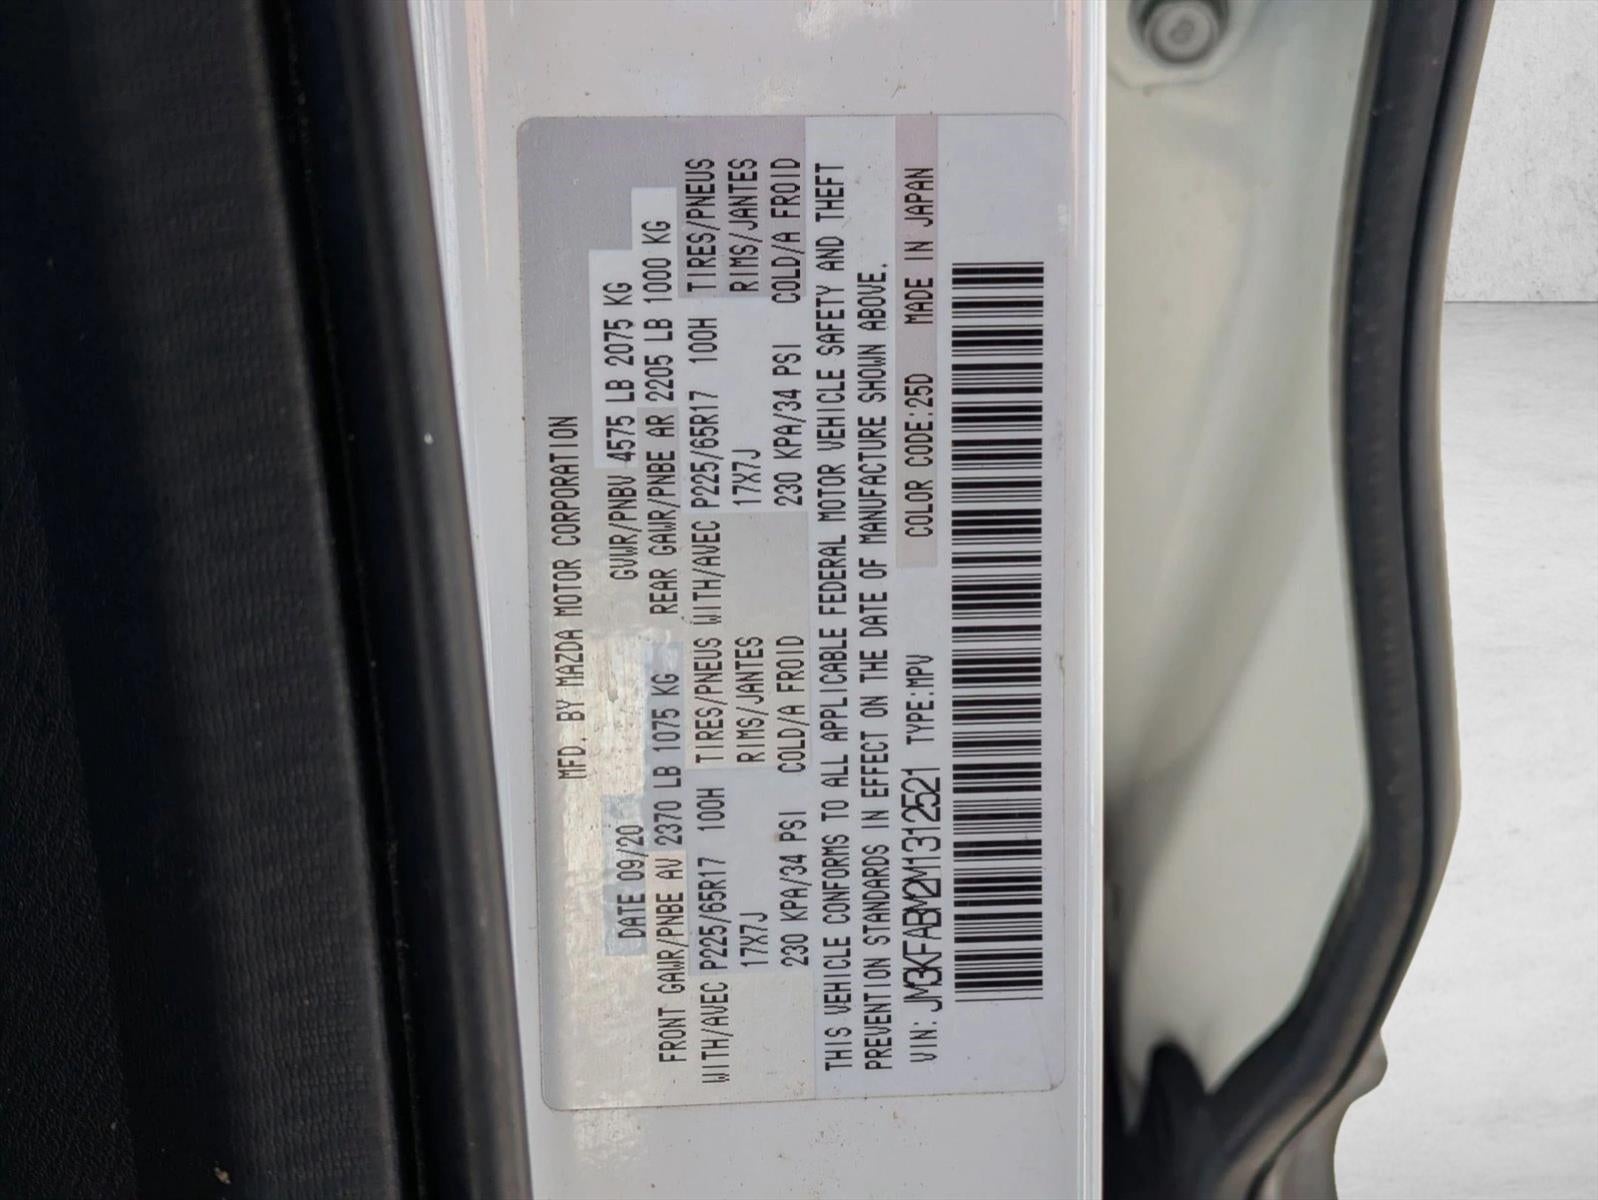 MFD. BY MAZDA MOTOR CORPORATION
DATE 09/20 GVWR/PNBV 4575 LB 2075 KG
FRONT GAWR/PNBE AV 2370 LB 1075 KG REAR GAWR/PNBE AR 2205 LB 1000 KG
WITH/AVEC P225/65R17 100H TIRES/PNEUS WITH/AVEC P225/65R17 100H TIRES/PNEUS
17X7J RIMS/JANTES 17X7J RIMS/JANTES
230 KPA/34 PSI COLD/A FROID 230 KPA/34 PSI COLD/A FROID
THIS VEHICLE CONFORMS TO ALL APPLICABLE FEDERAL MOTOR VEHICLE SAFETY AND THEFT
PREVENTION STANDARDS IN EFFECT ON THE DATE OF MANUFACTURE SHOWN ABOVE.
VIN: JM3KFABM2M1312521 TYPE:MPV COLOR CODE:25D MADE IN JAPAN